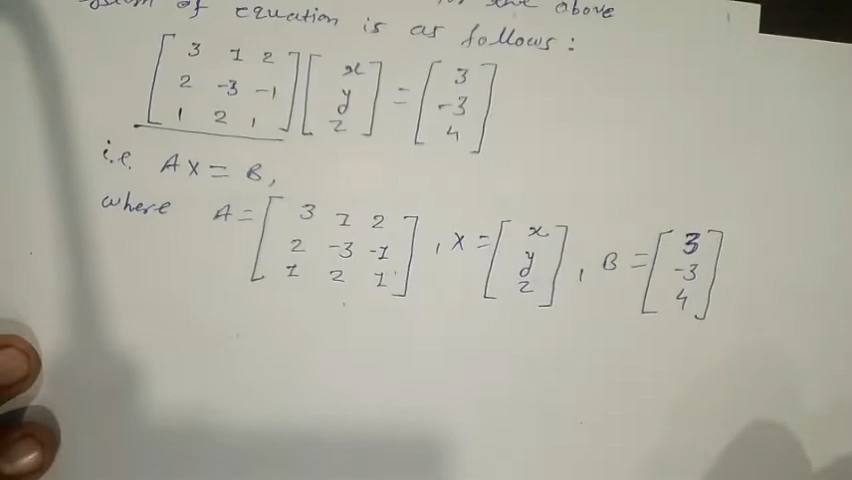 of equation is as follows:
[3 1 2; 2 -3 -1; 1 2 1] [x; y; z] = [3; -3; 4]
i.e. AX = B,
where A = [3 1 2; 2 -3 -1; 1 2 1], X = [x; y; z], B = [3; -3; 4]